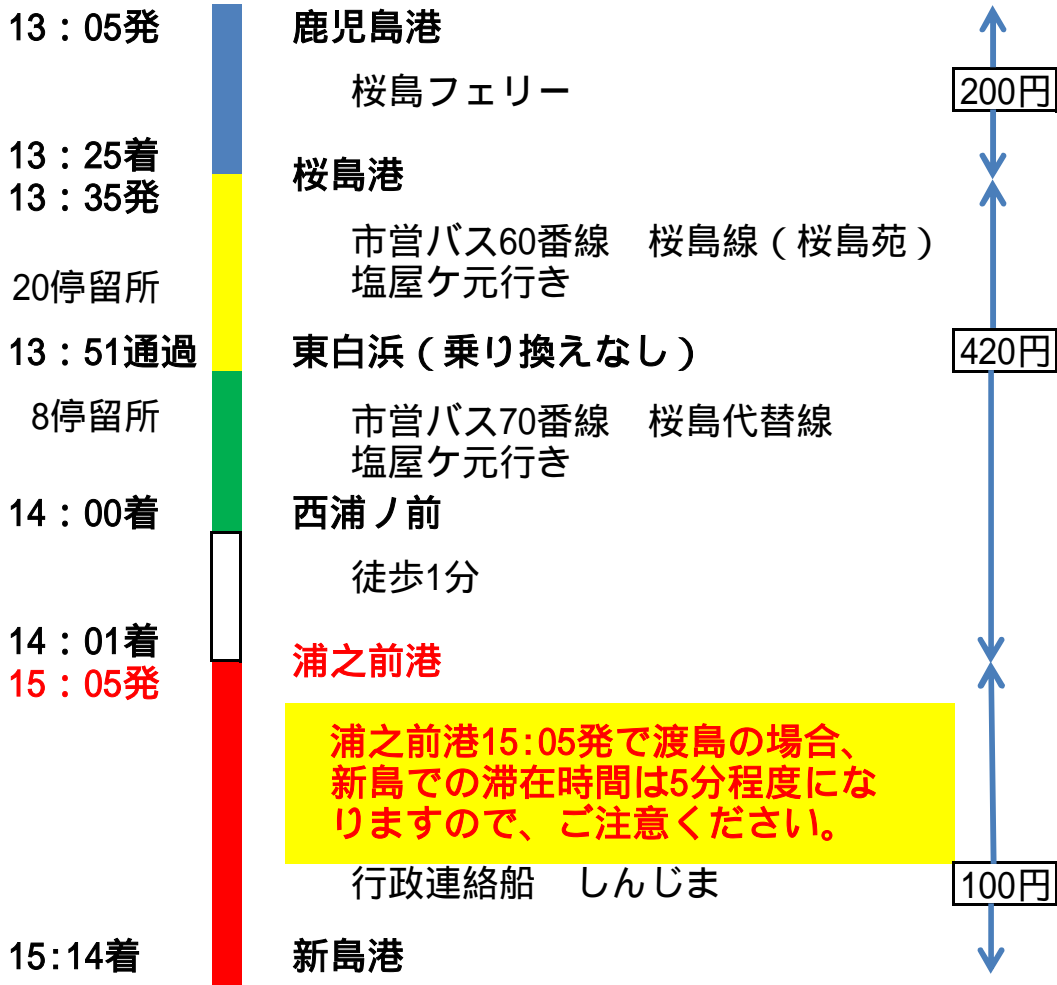 13：05発 鹿児島港
桜島フェリー 200円
13：25着
桜島港
13：35発
市営バス60番線　桜島線（桜島苑）
塩屋ケ元行き
20停留所
13：51通過 東白浜（乗り換えなし） 420円
8停留所
市営バス70番線　桜島代替線
塩屋ケ元行き
14：00着 西浦ノ前
徒歩1分
14：01着
浦之前港
15：05発
浦之前港15:05発で渡島の場合、
新島での滞在時間は5分程度にな
りますので、ご注意ください。
行政連絡船　しんじま 100円
15:14着 新島港